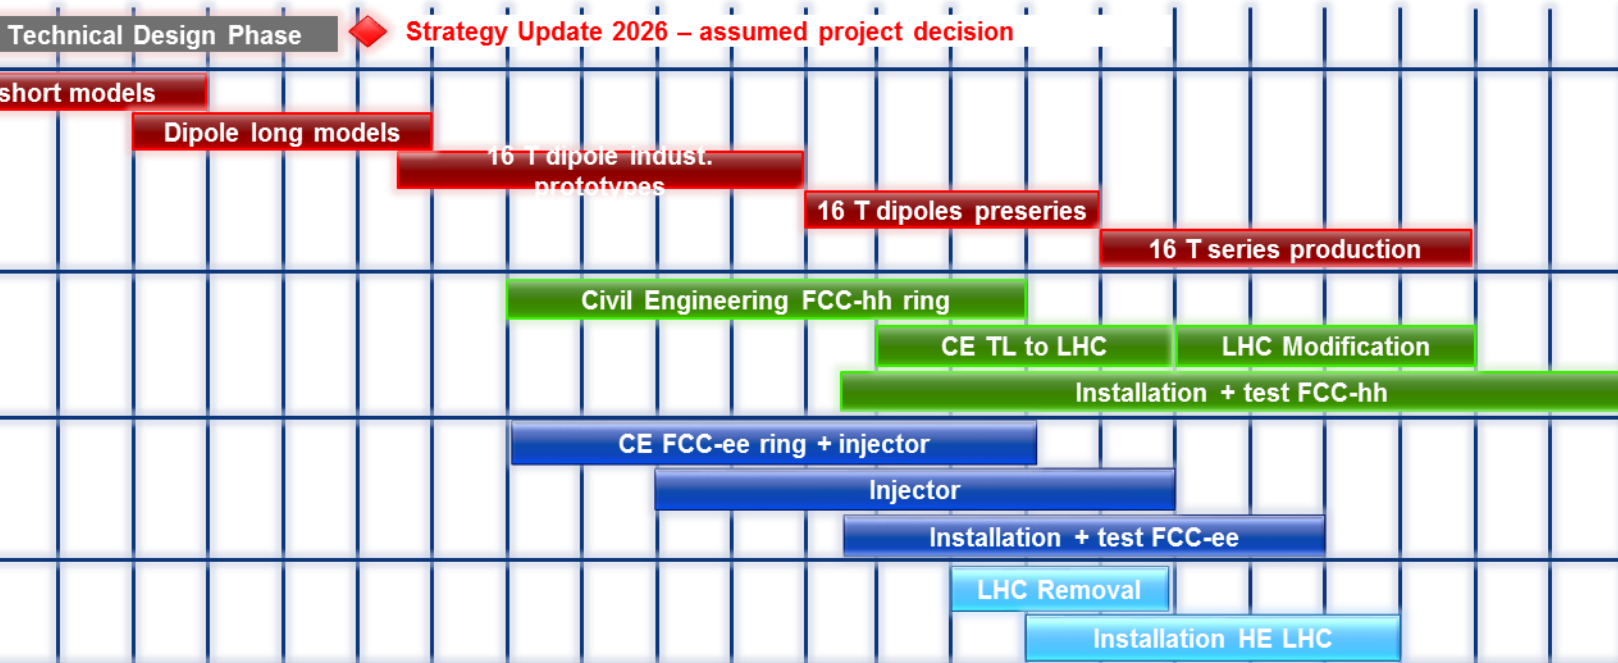 Technical Design Phase
Strategy Update 2026 – assumed project decision
short models
Dipole long models
16 T dipole indust.
prototypes
16 T dipoles preseries
16 T series production
Civil Engineering FCC-hh ring
CE TL to LHC
LHC Modification
Installation + test FCC-hh
CE FCC-ee ring + injector
Injector
Installation + test FCC-ee
LHC Removal
Installation HE LHC